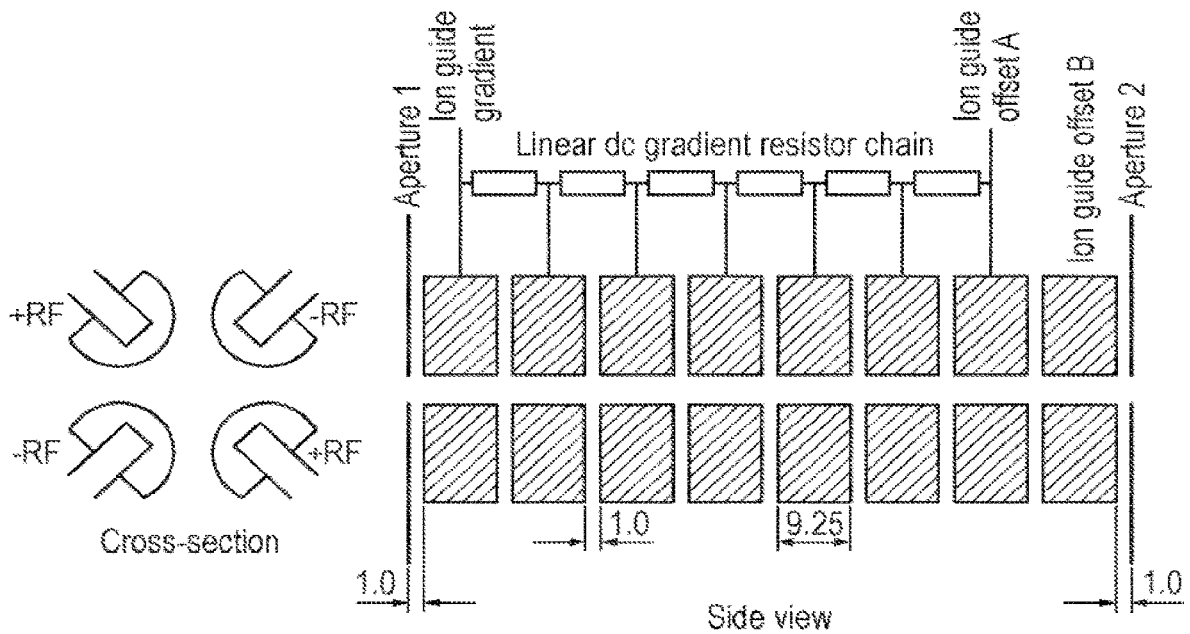 Aperture 1
Ion guide
gradient
Ion guide
offset A
Ion guide offset B
Aperture 2
Linear dc gradient resistor chain
+RF
-RF
-RF
+RF
Cross-section
1.0
9.25
1.0
1.0
Side view